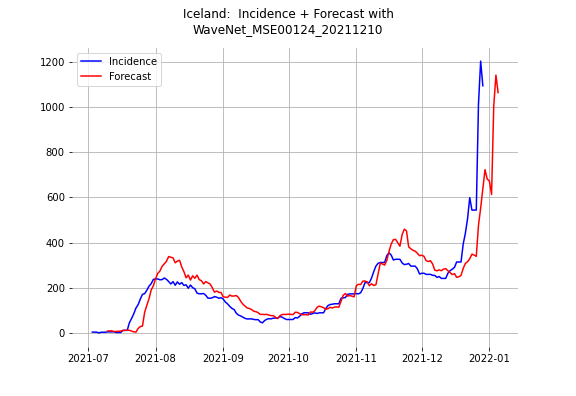 Iceland:  Incidence + Forecast with
WaveNet_MSE00124_20211210
Incidence
Forecast
1200
1000
800
600
400
200
0
2021-07 2021-08 2021-09 2021-10 2021-11 2021-12 2022-01